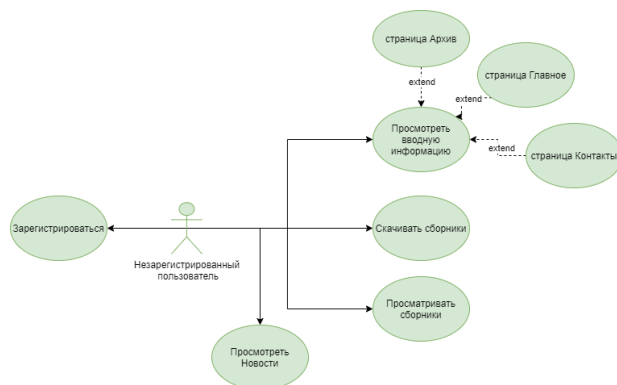 страница Архив
extend
страница Главное
extend
Просмотреть
вводную
информацию
extend
страница Контакты
Зарегистрироваться
Незарегистрированный
пользователь
Скачивать сборники
Просматривать
сборники
Просмотреть
Новости